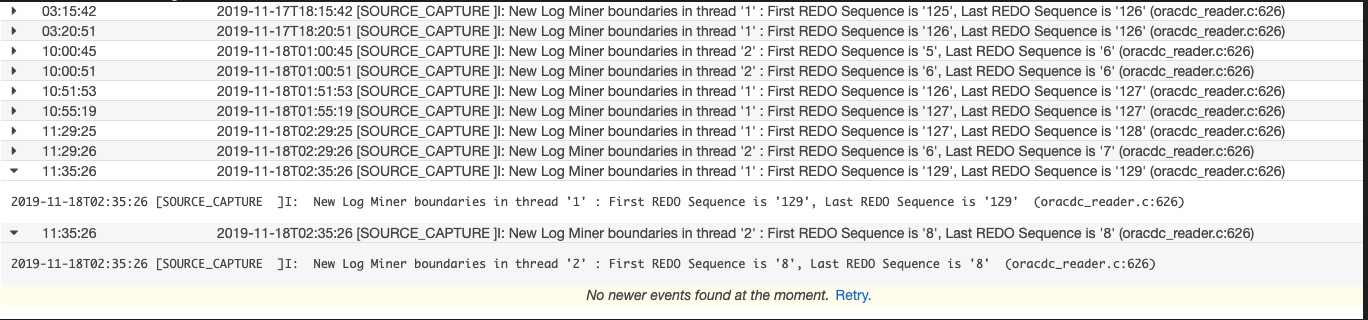 03:15:42 2019-11-17T18:15:42 [SOURCE_CAPTURE ]I: New Log Miner boundaries in thread '1' : First REDO Sequence is '125', Last REDO Sequence is '126' (oracdc_reader.c:626)
03:20:51 2019-11-17T18:20:51 [SOURCE_CAPTURE ]I: New Log Miner boundaries in thread '1' : First REDO Sequence is '126', Last REDO Sequence is '126' (oracdc_reader.c:626)
10:00:45 2019-11-18T01:00:45 [SOURCE_CAPTURE ]I: New Log Miner boundaries in thread '2' : First REDO Sequence is '5', Last REDO Sequence is '6' (oracdc_reader.c:626)
10:00:51 2019-11-18T01:00:51 [SOURCE_CAPTURE ]I: New Log Miner boundaries in thread '2' : First REDO Sequence is '6', Last REDO Sequence is '6' (oracdc_reader.c:626)
10:51:53 2019-11-18T01:51:53 [SOURCE_CAPTURE ]I: New Log Miner boundaries in thread '1' : First REDO Sequence is '126', Last REDO Sequence is '127' (oracdc_reader.c:626)
10:55:19 2019-11-18T01:55:19 [SOURCE_CAPTURE ]I: New Log Miner boundaries in thread '1' : First REDO Sequence is '127', Last REDO Sequence is '127' (oracdc_reader.c:626)
11:29:25 2019-11-18T02:29:25 [SOURCE_CAPTURE ]I: New Log Miner boundaries in thread '1' : First REDO Sequence is '127', Last REDO Sequence is '128' (oracdc_reader.c:626)
11:29:26 2019-11-18T02:29:26 [SOURCE_CAPTURE ]I: New Log Miner boundaries in thread '2' : First REDO Sequence is '6', Last REDO Sequence is '7' (oracdc_reader.c:626)
11:35:26 2019-11-18T02:35:26 [SOURCE_CAPTURE ]I: New Log Miner boundaries in thread '1' : First REDO Sequence is '129', Last REDO Sequence is '129' (oracdc_reader.c:626)
2019-11-18T02:35:26 [SOURCE_CAPTURE  ]I:  New Log Miner boundaries in thread '1' : First REDO Sequence is '129', Last REDO Sequence is '129'  (oracdc_reader.c:626)
11:35:26 2019-11-18T02:35:26 [SOURCE_CAPTURE ]I: New Log Miner boundaries in thread '2' : First REDO Sequence is '8', Last REDO Sequence is '8' (oracdc_reader.c:626)
2019-11-18T02:35:26 [SOURCE_CAPTURE  ]I:  New Log Miner boundaries in thread '2' : First REDO Sequence is '8', Last REDO Sequence is '8'  (oracdc_reader.c:626)
No newer events found at the moment. Retry.